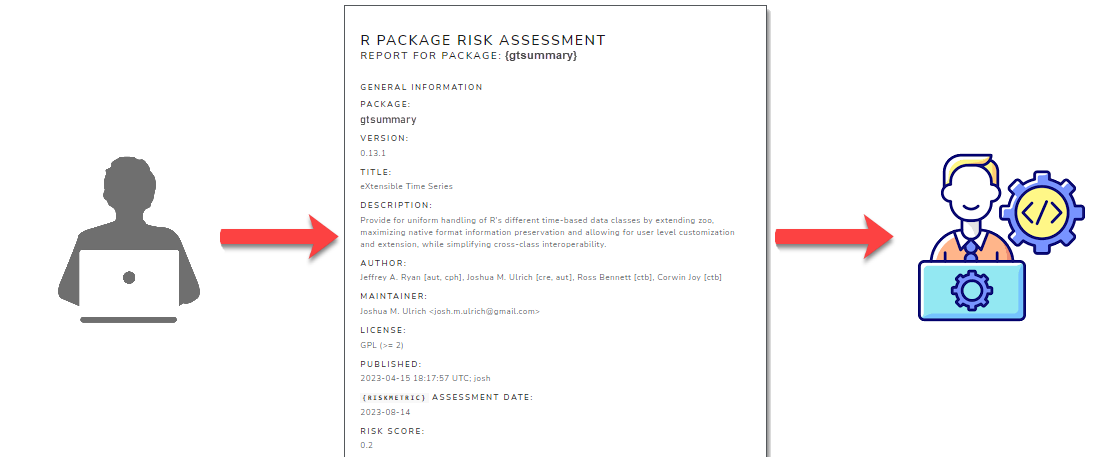 R PACKAGE RISK ASSESSMENT
REPORT FOR PACKAGE: {gtsummary}
GENERAL INFORMATION
PACKAGE:
gtsummary
VERSION:
0.13.1
TITLE:
eXtensible Time Series
DESCRIPTION:
Provide for uniform handling of R's different time-based data classes by extending zoo,
maximizing native format information preservation and allowing for user level customization
and extension, while simplifying cross-class interoperability.
AUTHOR:
Jeffrey A. Ryan [aut, cph], Joshua M. Ulrich [cre, aut], Ross Bennett [ctb], Corwin Joy [ctb]
MAINTAINER:
Joshua M. Ulrich <josh.m.ulrich@gmail.com>
LICENSE:
GPL (>= 2)
PUBLISHED:
2023-04-15 18:17:57 UTC; josh
{RISKMETRIC} ASSESSMENT DATE:
2023-08-14
RISK SCORE:
0.2
</>